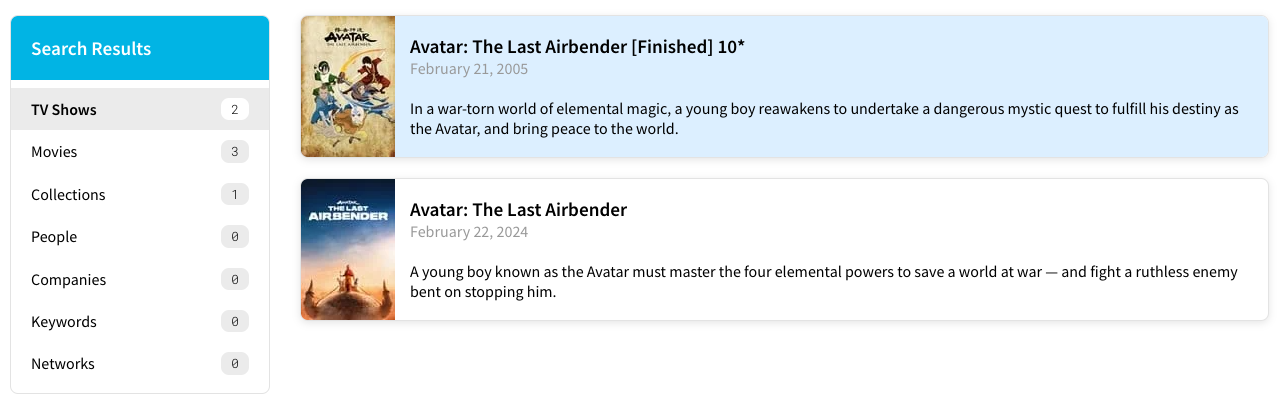 Search Results
TV Shows 2
Movies 3
Collections 1
People 0
Companies 0
Keywords 0
Networks 0
AVATAR
THE LAST AIRBENDER
Avatar: The Last Airbender [Finished] 10*
February 21, 2005
In a war-torn world of elemental magic, a young boy reawakens to undertake a dangerous mystic quest to fulfill his destiny as
the Avatar, and bring peace to the world.
AVATAR
THE LAST
AIRBENDER
Avatar: The Last Airbender
February 22, 2024
A young boy known as the Avatar must master the four elemental powers to save a world at war — and fight a ruthless enemy
bent on stopping him.